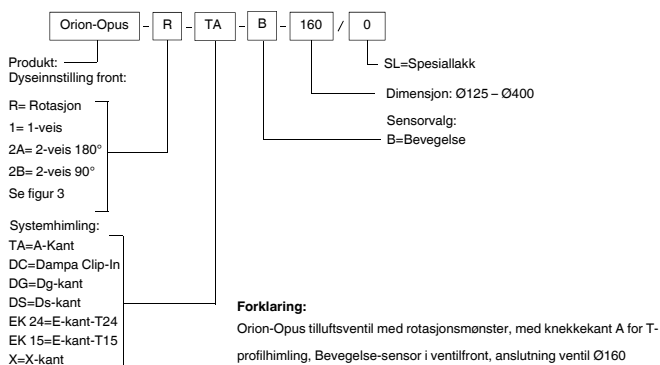 Orion-Opus - R - TA - B - 160 / 0
Produkt:
Dyseinnstilling front:
R= Rotasjon
1= 1-veis
2A= 2-veis 180°
2B= 2-veis 90°
Se figur 3
SL=Spesiallakk
Dimensjon: Ø125 – Ø400
Sensorvalg:
B=Bevegelse
Systemhimling:
TA=A-Kant
DC=Dampa Clip-In
DG=Dg-kant
DS=Ds-kant
EK 24=E-kant-T24
EK 15=E-kant-T15
X=X-kant
Forklaring:
Orion-Opus tilluftsventil med rotasjonsmønster, med knekkekant A for T-
profilhimling, Bevegelse-sensor i ventilfront, anslutning ventil Ø160